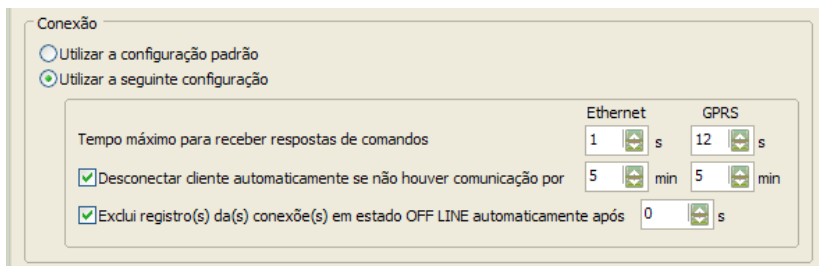 Conexão
Utilizar a configuração padrão
Utilizar a seguinte configuração
Ethernet GPRS
Tempo máximo para receber respostas de comandos 1 s 12 s
Desconectar cliente automaticamente se não houver comunicação por 5 min 5 min
Exclui registro(s) da(s) conexõe(s) em estado OFF LINE automaticamente após 0 s